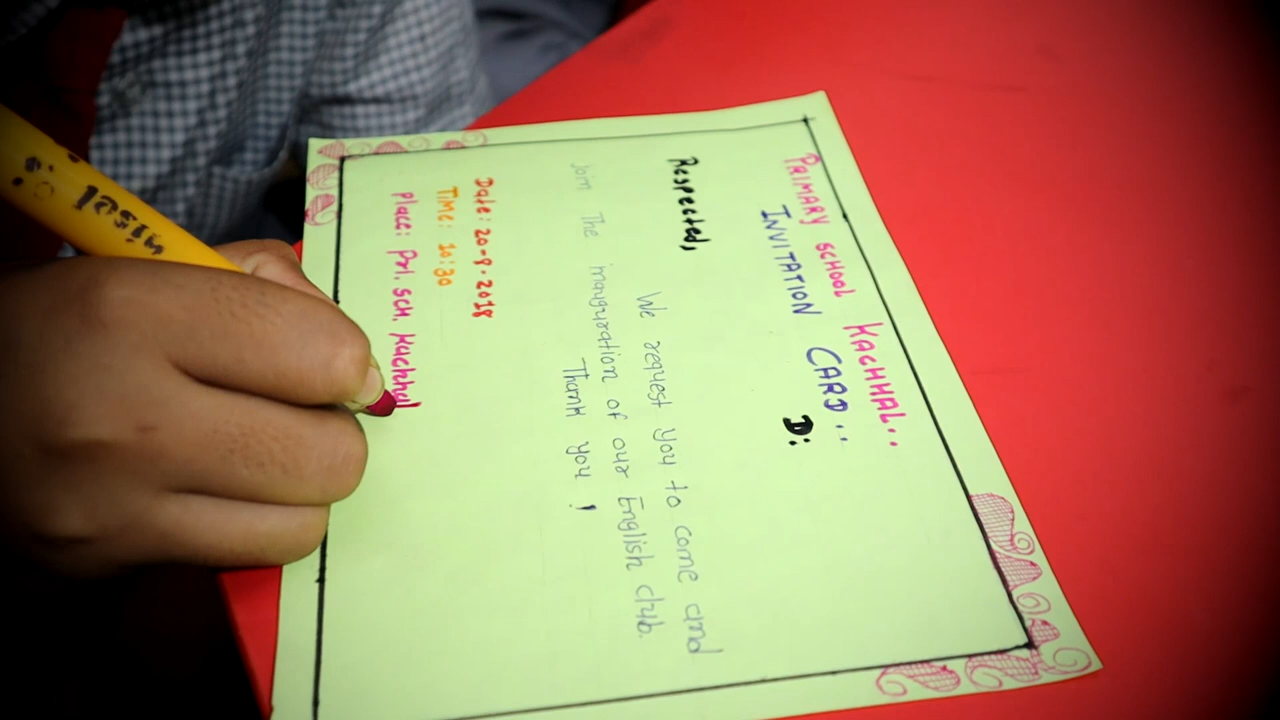 PRIMARY SCHOOL KACHHAL..
INVITATION CARD..
D:
Respected,
We request you to come and
join The inauguration of our English club.
Thank you!
Date: 20-9-2018
Time: 10:30
Place: Pri. sch. Kachhal